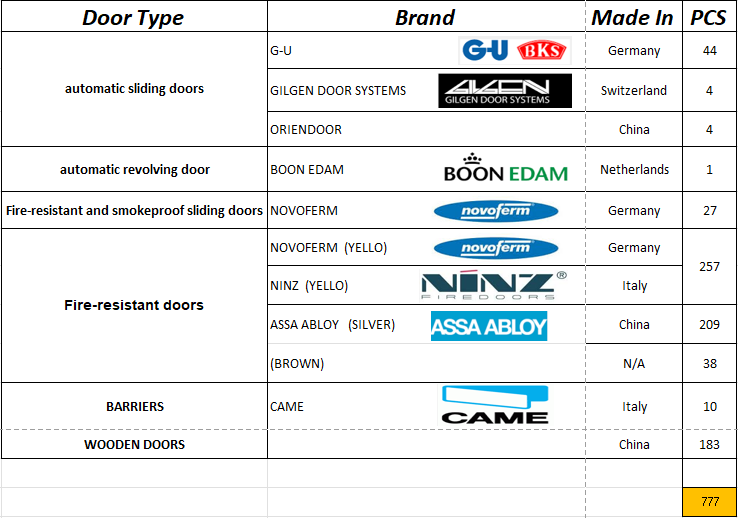 Door Type Brand Made In PCS
G-U G-U BKS Germany 44
automatic sliding doors GILGEN DOOR SYSTEMS GILGEN DOOR SYSTEMS Switzerland 4
ORIENDOOR China 4
automatic revolving door BOON EDAM BOON EDAM Netherlands 1
Fire-resistant and smokeproof sliding doors NOVOFERM novoferm® Germany 27
NOVOFERM (YELLO) novoferm® Germany
257
NINZ (YELLO) NINZ® Italy
FIREDOORS
Fire-resistant doors
ASSA ABLOY (SILVER) ASSA ABLOY China 209
(BROWN) N/A 38
BARRIERS CAME CAME Italy 10
WOODEN DOORS China 183
777